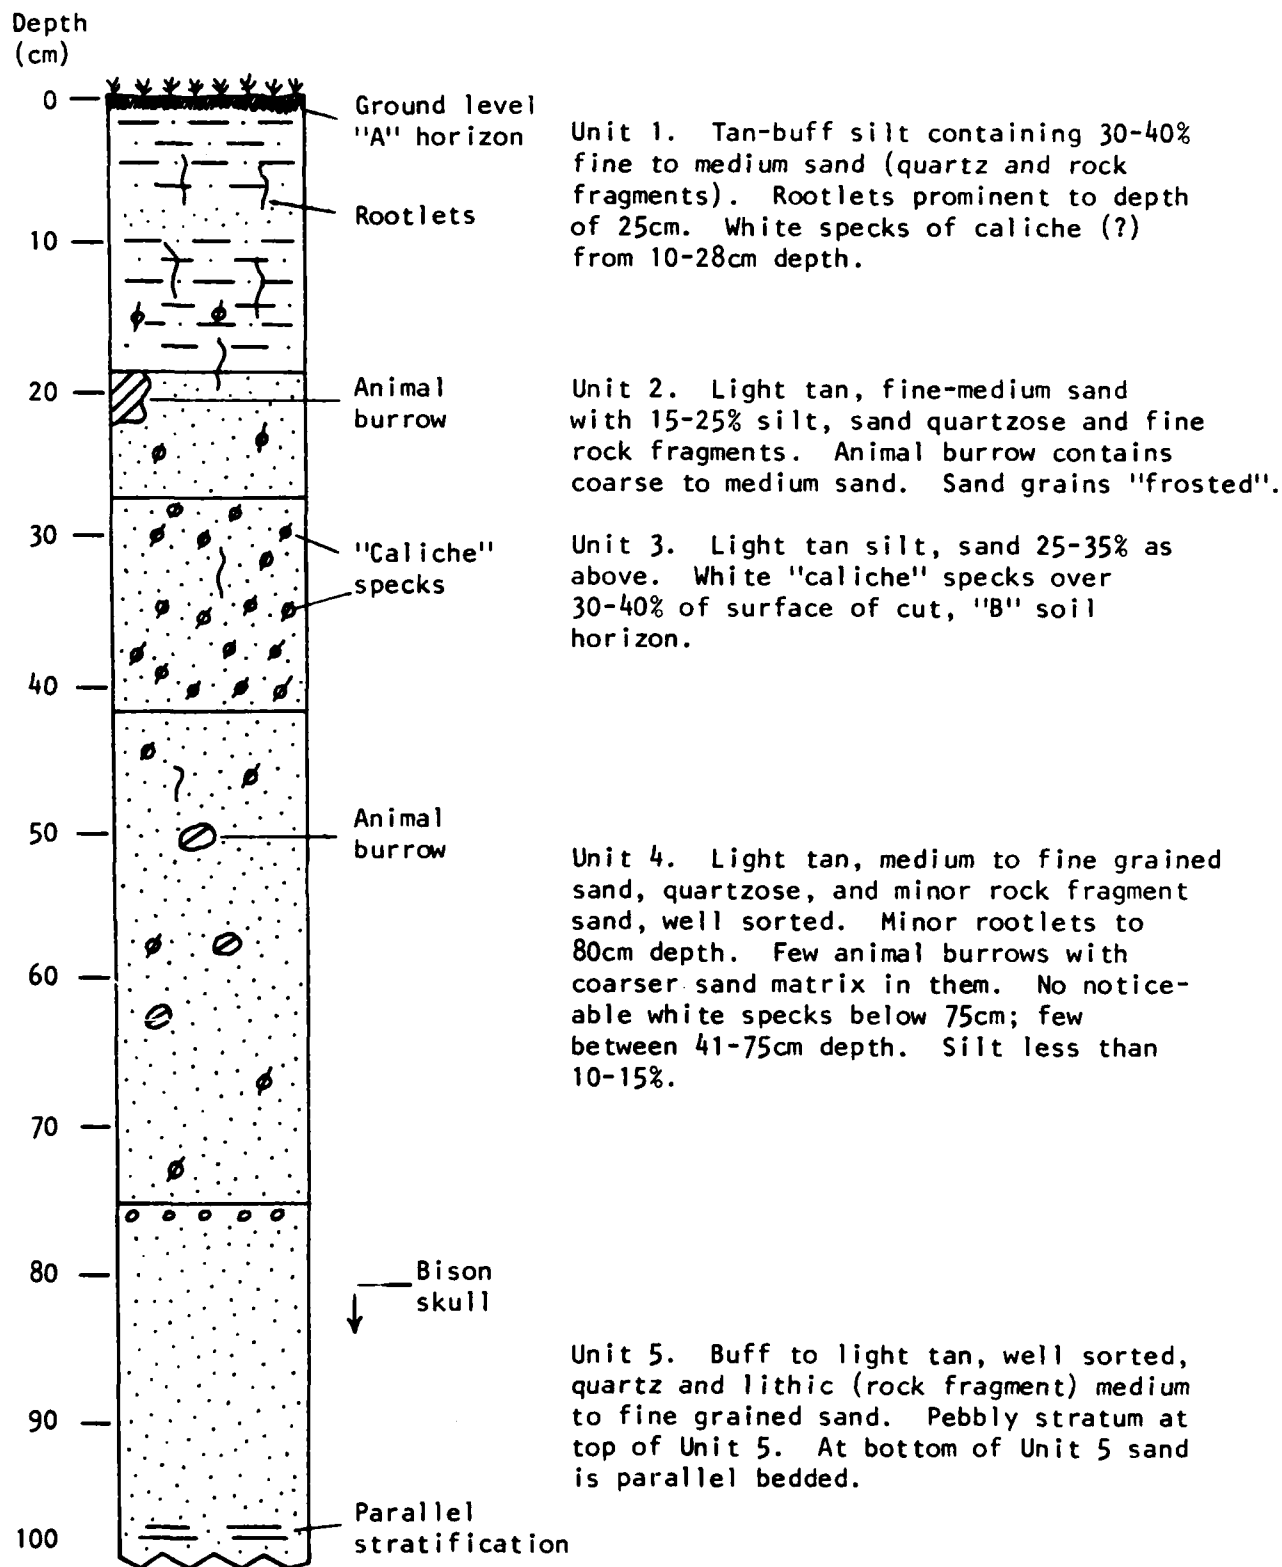 Depth
(cm)
0
Ground level
"A" horizon
Unit 1. Tan-buff silt containing 30-40%
fine to medium sand (quartz and rock
fragments). Rootlets prominent to depth
of 25cm. White specks of caliche (?)
from 10-28cm depth.
Rootlets
10
20
Animal
burrow
Unit 2. Light tan, fine-medium sand
with 15-25% silt, sand quartzose and fine
rock fragments. Animal burrow contains
coarse to medium sand. Sand grains "frosted".
30
"Caliche"
specks
Unit 3. Light tan silt, sand 25-35% as
above. White "caliche" specks over
30-40% of surface of cut, "B" soil
horizon.
40
50
Animal
burrow
Unit 4. Light tan, medium to fine grained
sand, quartzose, and minor rock fragment
sand, well sorted. Minor rootlets to
80cm depth. Few animal burrows with
coarser sand matrix in them. No notice-
able white specks below 75cm; few
between 41-75cm depth. Silt less than
10-15%.
60
70
80
Bison
skull
Unit 5. Buff to light tan, well sorted,
quartz and lithic (rock fragment) medium
to fine grained sand. Pebbly stratum at
top of Unit 5. At bottom of Unit 5 sand
is parallel bedded.
90
100
Parallel
stratification